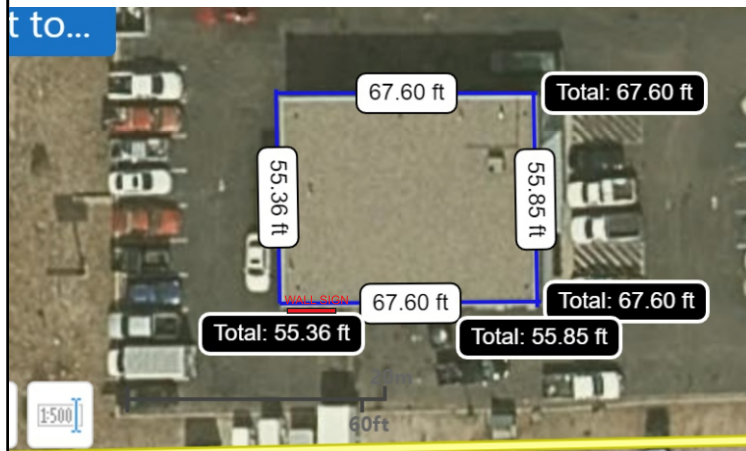 t to...
67.60 ft
Total: 67.60 ft
55.36 ft
55.85 ft
WALL SIGN
67.60 ft
Total: 67.60 ft
Total: 55.36 ft
Total: 55.85 ft
20m
60ft
1:500